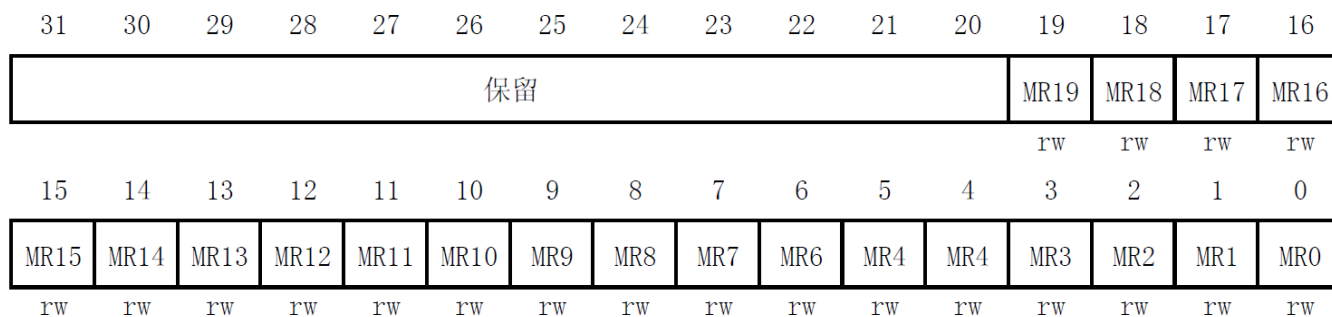 31 30 29 28 27 26 25 24 23 22 21 20 19 18 17 16
保留 MR19 MR18 MR17 MR16
rw rw rw rw
15 14 13 12 11 10 9 8 7 6 5 4 3 2 1 0
MR15 MR14 MR13 MR12 MR11 MR10 MR9 MR8 MR7 MR6 MR4 MR4 MR3 MR2 MR1 MR0
rw rw rw rw rw rw rw rw rw rw rw rw rw rw rw rw